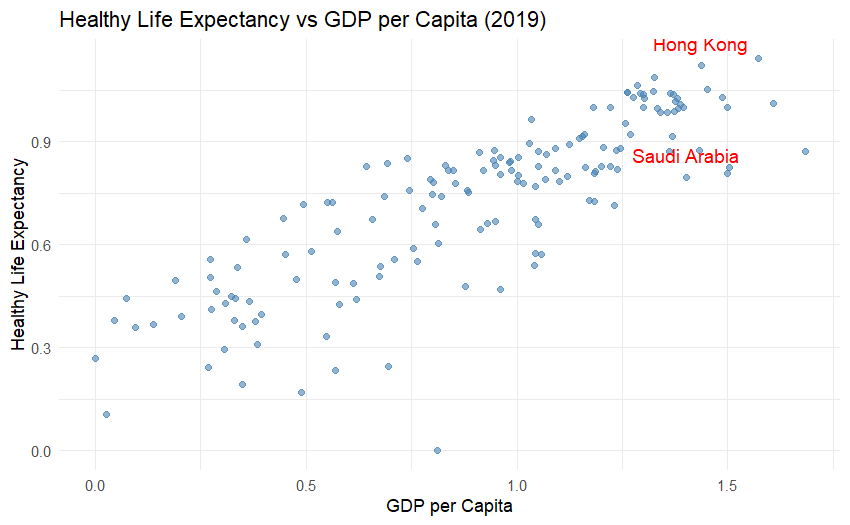 Healthy Life Expectancy vs GDP per Capita (2019)
Hong Kong
Saudi Arabia
0.9
0.6
0.3
0.0
Healthy Life Expectancy
0.0 0.5 1.0 1.5
GDP per Capita